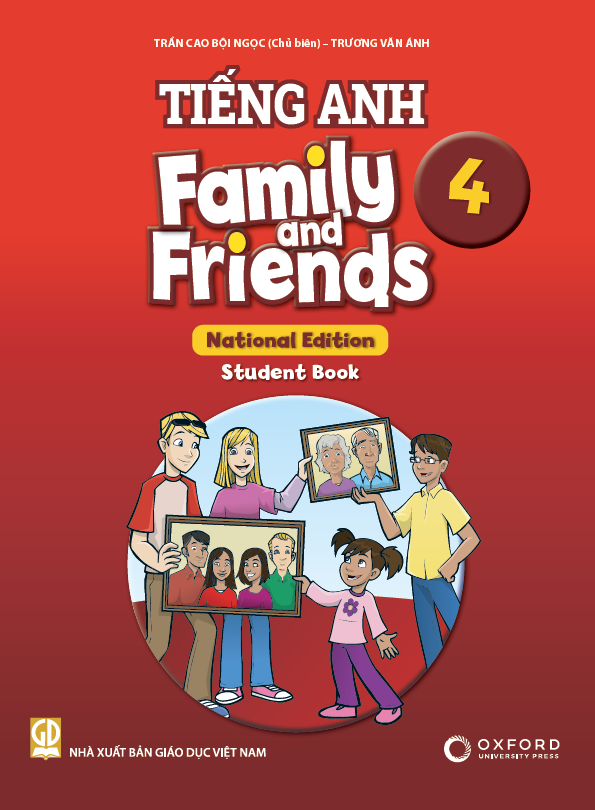 TRẦN CAO BỘI NGỌC (Chủ biên) – TRƯƠNG VĂN ÁNH
TIẾNG ANH
Family
and
Friends
4
National Edition
Student Book
GD
NHÀ XUẤT BẢN GIÁO DỤC VIỆT NAM
OXFORD
UNIVERSITY PRESS